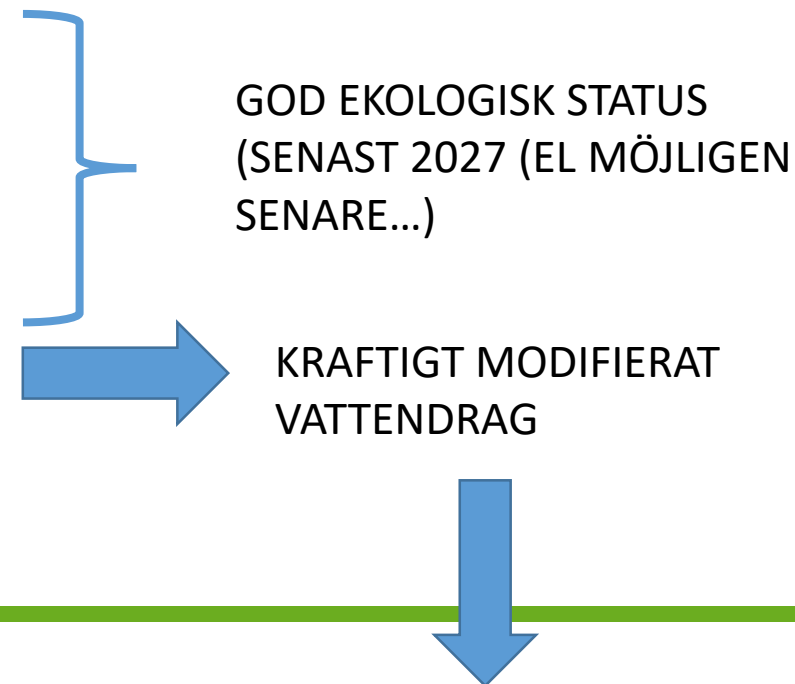 GOD EKOLOGISK STATUS
(SENAST 2027 (EL MÖJLIGEN
SENARE…)
KRAFTIGT MODIFIERAT
VATTENDRAG